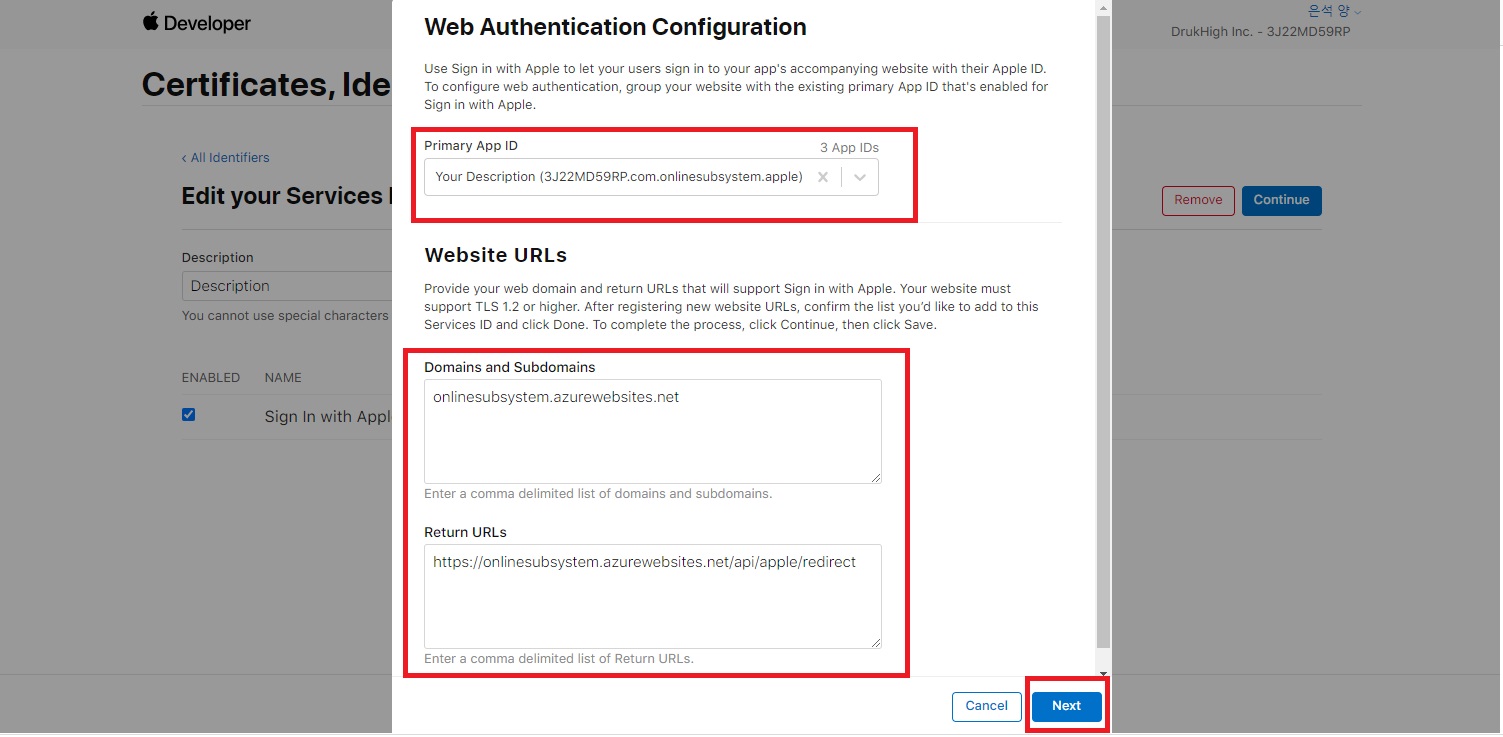 Developer
은석 양
DrukHigh Inc. - 3J22MD59RP
Certificates, Ide
‹ All Identifiers
Edit your Services
Remove
Continue
Description
Description
You cannot use special characters
ENABLED NAME
Sign In with Appl
Web Authentication Configuration
Use Sign in with Apple to let your users sign in to your app's accompanying website with their Apple ID.
To configure web authentication, group your website with the existing primary App ID that's enabled for
Sign in with Apple.
Primary App ID
3 App IDs
Your Description (3J22MD59RP.com.onlinesubsystem.apple)
Website URLs
Provide your web domain and return URLs that will support Sign in with Apple. Your website must
support TLS 1.2 or higher. After registering new website URLs, confirm the list you’d like to add to this
Services ID and click Done. To complete the process, click Continue, then click Save.
Domains and Subdomains
onlinesubsystem.azurewebsites.net
Enter a comma delimited list of domains and subdomains.
Return URLs
https://onlinesubsystem.azurewebsites.net/api/apple/redirect
Enter a comma delimited list of Return URLs.
Cancel
Next